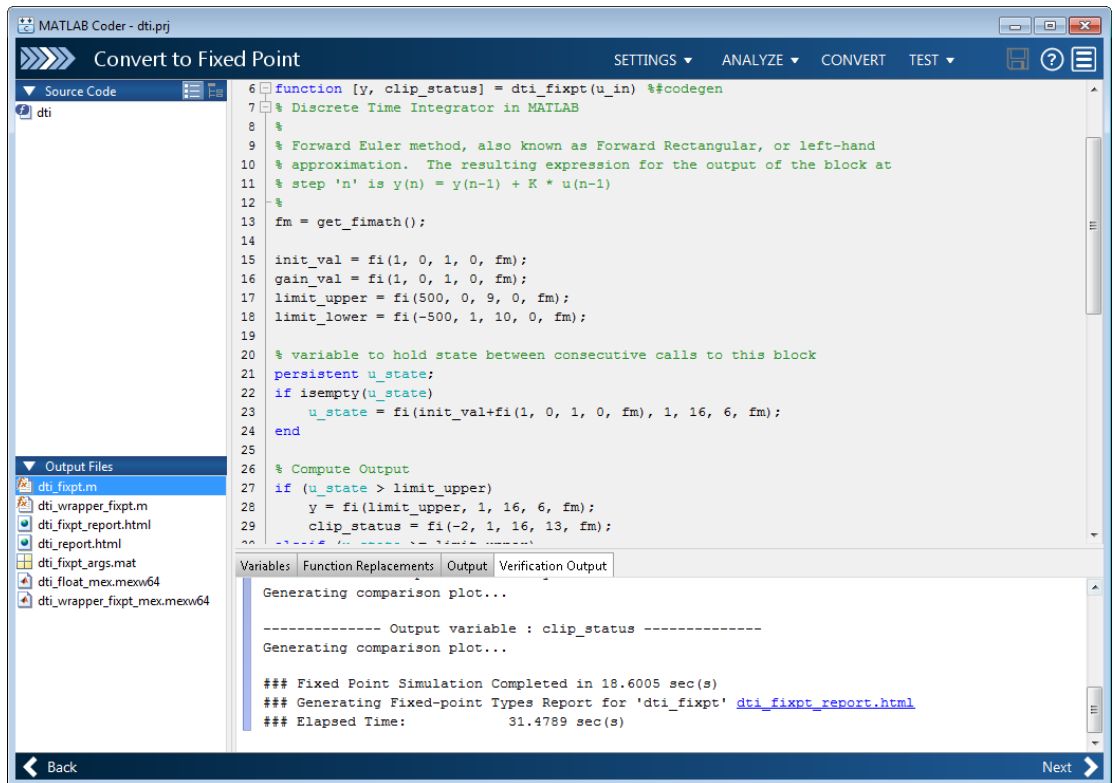 MATLAB Coder - dti.prj
Convert to Fixed Point
SETTINGS ANALYZE CONVERT TEST
Source Code
dti
6 function [y, clip_status] = dti_fixpt(u_in) %#codegen
7 % Discrete Time Integrator in MATLAB
8 %
9 % Forward Euler method, also known as Forward Rectangular, or left-hand
10 % approximation.  The resulting expression for the output of the block at
11 % step 'n' is y(n) = y(n-1) + K * u(n-1)
12 %
13 fm = get_fimath();
14
15 init_val = fi(1, 0, 1, 0, fm);
16 gain_val = fi(1, 0, 1, 0, fm);
17 limit_upper = fi(500, 0, 9, 0, fm);
18 limit_lower = fi(-500, 1, 10, 0, fm);
19
20 % variable to hold state between consecutive calls to this block
21 persistent u_state;
22 if isempty(u_state)
23     u_state = fi(init_val+fi(1, 0, 1, 0, fm), 1, 16, 6, fm);
24 end
25
26 % Compute Output
27 if (u_state > limit_upper)
28     y = fi(limit_upper, 1, 16, 6, fm);
29     clip_status = fi(-2, 1, 16, 13, fm);
Output Files
dti_fixpt.m
dti_wrapper_fixpt.m
dti_fixpt_report.html
dti_report.html
dti_fixpt_args.mat
dti_float_mex.mexw64
dti_wrapper_fixpt_mex.mexw64
Variables Function Replacements Output Verification Output
Generating comparison plot...
-------------- Output variable : clip_status --------------
Generating comparison plot...
### Fixed Point Simulation Completed in 18.6005 sec(s)
### Generating Fixed-point Types Report for 'dti_fixpt' dti_fixpt_report.html
### Elapsed Time:            31.4789 sec(s)
Back
Next